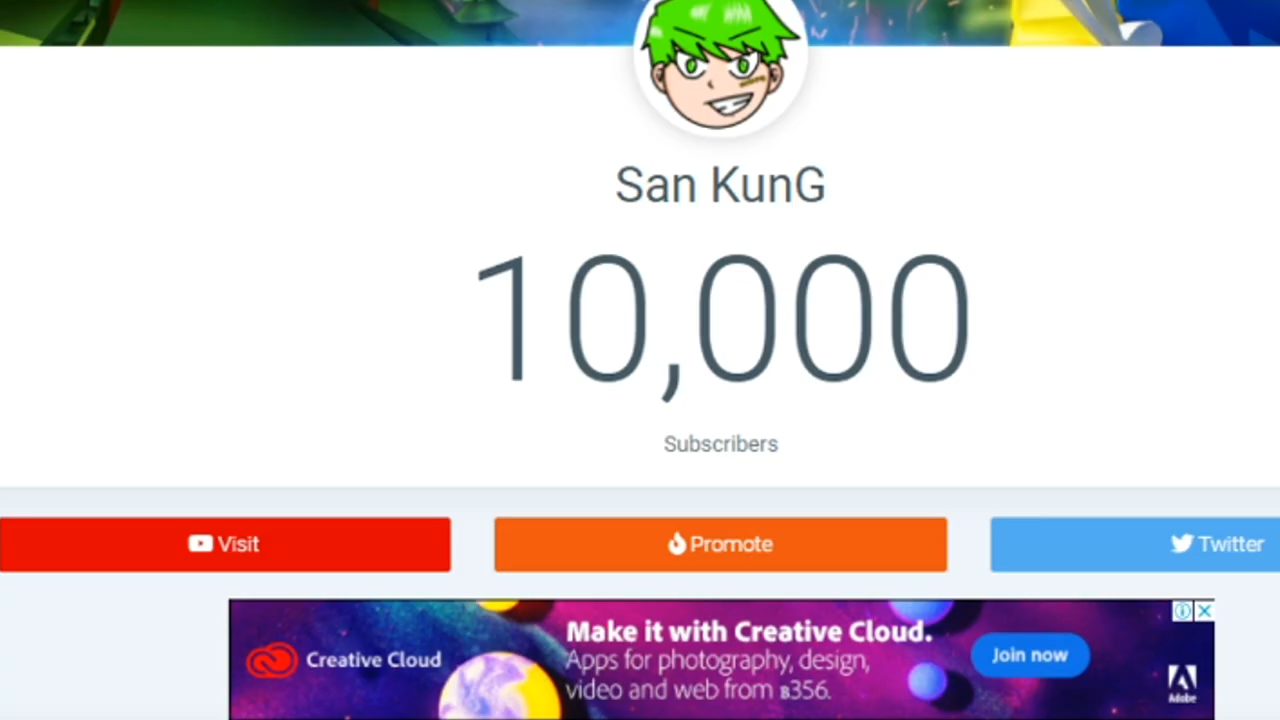 San KunG
10,000
Subscribers
Visit
Promote
Twitter
Make it with Creative Cloud.
Creative Cloud
Apps for photography, design,
video and web from ฿356.
Join now
Adobe